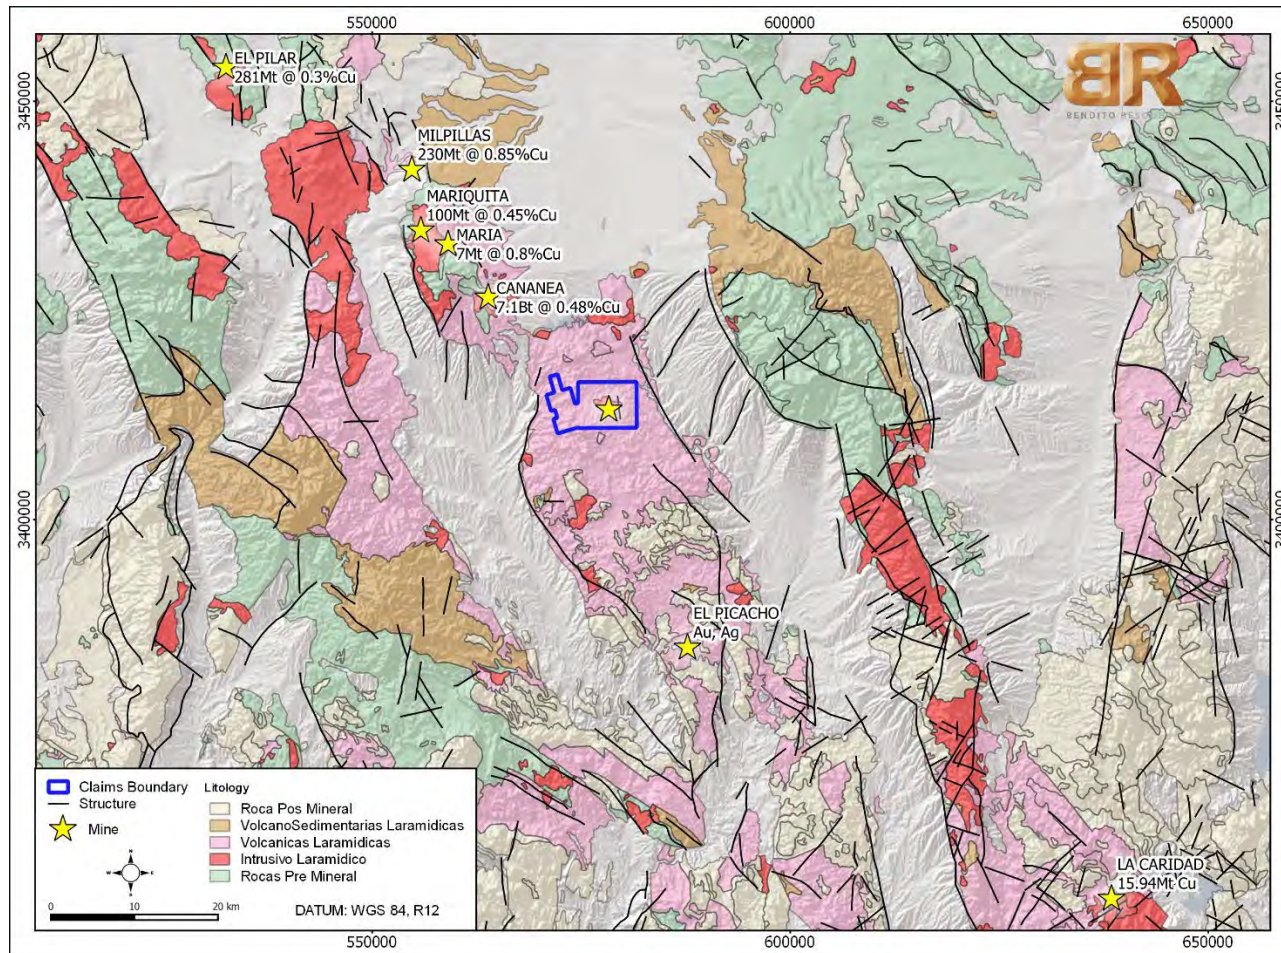 550000
600000
650000
3450000
3400000
BR
BENDITO
EL PILAR
281Mt @ 0.3%Cu
MILPILLAS
230Mt @ 0.85%Cu
MARIQUITA
100Mt @ 0.45%Cu
MARIA
7Mt @ 0.8%Cu
CANANEA
7.1Bt @ 0.48%Cu
3400000
EL PICACHO
Au, Ag
LA CARIDAD
15.94Mt Cu
Claims Boundary
Structure
Mine
Litology
Roca Pos Mineral
VolcanoSedimentarias Laramidicas
Volcanicas Laramidicas
Intrusivo Laramidico
Rocas Pre Mineral
N
W
E
S
0
10
20 km
DATUM: WGS 84, R12
550000
600000
650000